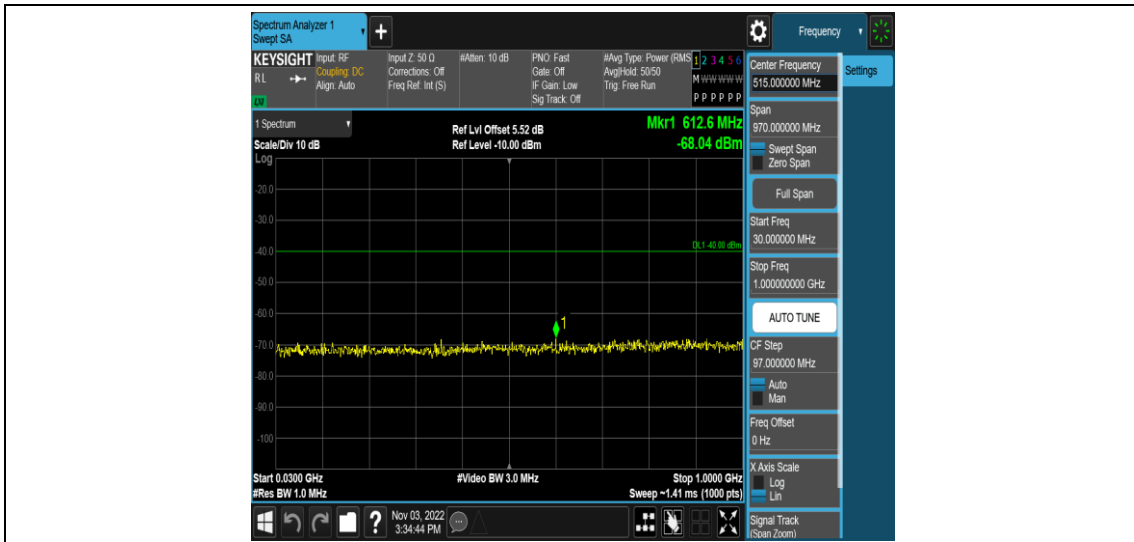 Spectrum Analyzer 1
Swept SA
+
Frequency
KEYSIGHT
RL
LXI
Input: RF
Coupling: DC
Align: Auto
Input Z: 50 Ω
Corrections: Off
Freq Ref: Int (S)
#Atten: 10 dB
PNO: Fast
Gate: Off
IF Gain: Low
Sig Track: Off
#Avg Type: Power (RMS
Avg|Hold: 50/50
Trig: Free Run
1 2 3 4 5 6
M W W W W W
P P P P P P
1 Spectrum
Scale/Div 10 dB
Ref Lvl Offset 5.52 dB
Ref Level -10.00 dBm
Mkr1 612.6 MHz
-68.04 dBm
Log
-20.0
-30.0
DL1 -40.00 dBm
-40.0
-50.0
-60.0
1
-70.0
-80.0
-90.0
-100
Start 0.0300 GHz
#Res BW 1.0 MHz
#Video BW 3.0 MHz
Stop 1.0000 GHz
Sweep ~1.41 ms (1000 pts)
Nov 03, 2022
3:34:44 PM
?
Center Frequency
515.000000 MHz
Settings
Span
970.000000 MHz
Swept Span
Zero Span
Full Span
Start Freq
30.000000 MHz
Stop Freq
1.000000000 GHz
AUTO TUNE
CF Step
97.000000 MHz
Auto
Man
Freq Offset
0 Hz
X Axis Scale
Log
Lin
Signal Track
(Span Zoom)